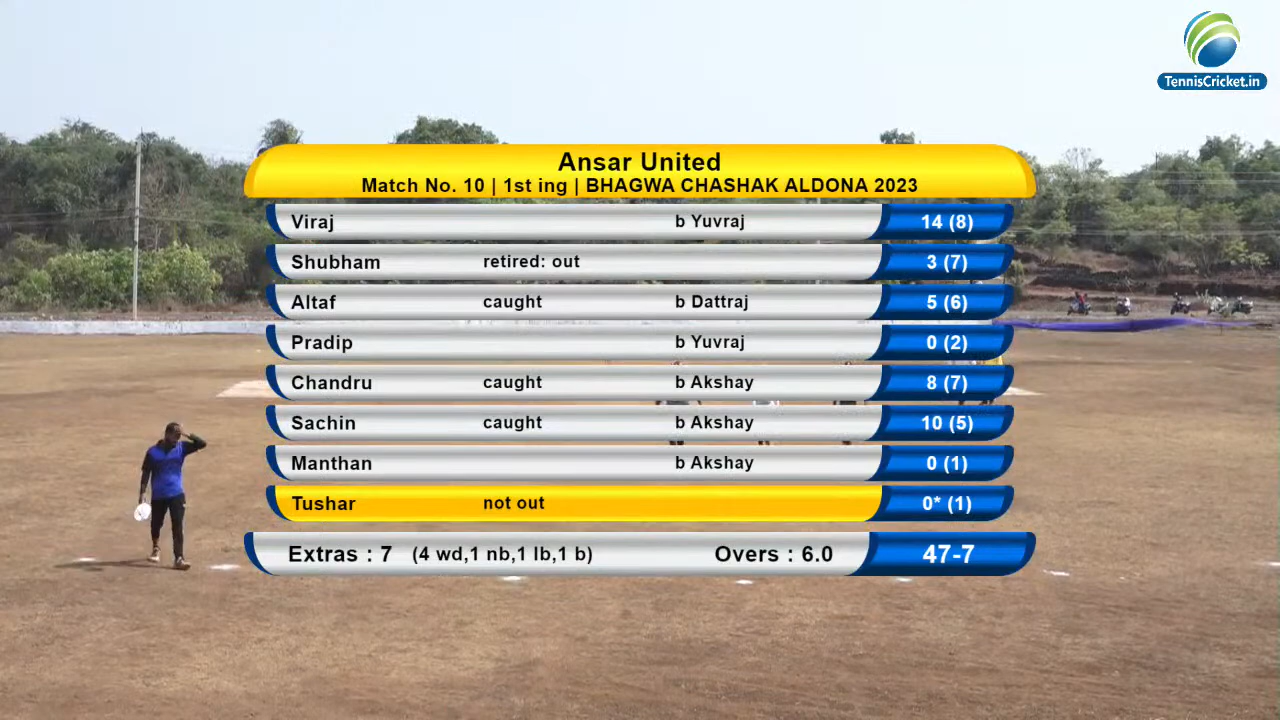 TennisCricket.in
Ansar United
Match No. 10 | 1st ing | BHAGWA CHASHAK ALDONA 2023
Viraj b Yuvraj 14 (8)
Shubham retired: out 3 (7)
Altaf caught b Dattraj 5 (6)
Pradip b Yuvraj 0 (2)
Chandru caught b Akshay 8 (7)
Sachin caught b Akshay 10 (5)
Manthan b Akshay 0 (1)
Tushar not out 0* (1)
Extras : 7 (4 wd,1 nb,1 lb,1 b) Overs : 6.0 47-7